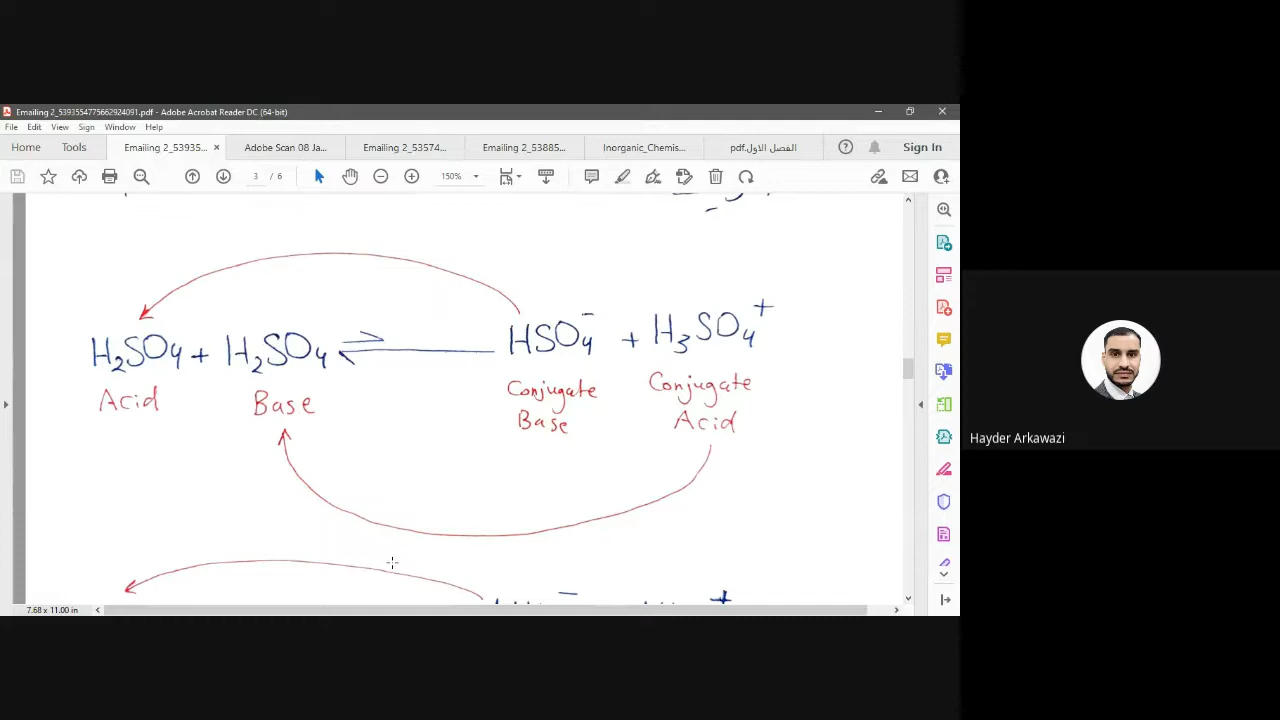 Emailing 2_5393554775662924091.pdf - Adobe Acrobat Reader DC (64-bit)
File Edit View Sign Window Help
Home Tools Emailing 2_53935... × Adobe Scan 08 Ja... Emailing 2_53574... Emailing 2_53885... Inorganic_Chemis... الفصل الاول.pdf Sign In
3 / 6 150%
H₂SO₄ + H₂SO₄ ⇌ HSO₄⁻ + H₃SO₄⁺
Acid Base Conjugate Base Conjugate Acid
Hayder Arkawazi
7.68 x 11.00 in